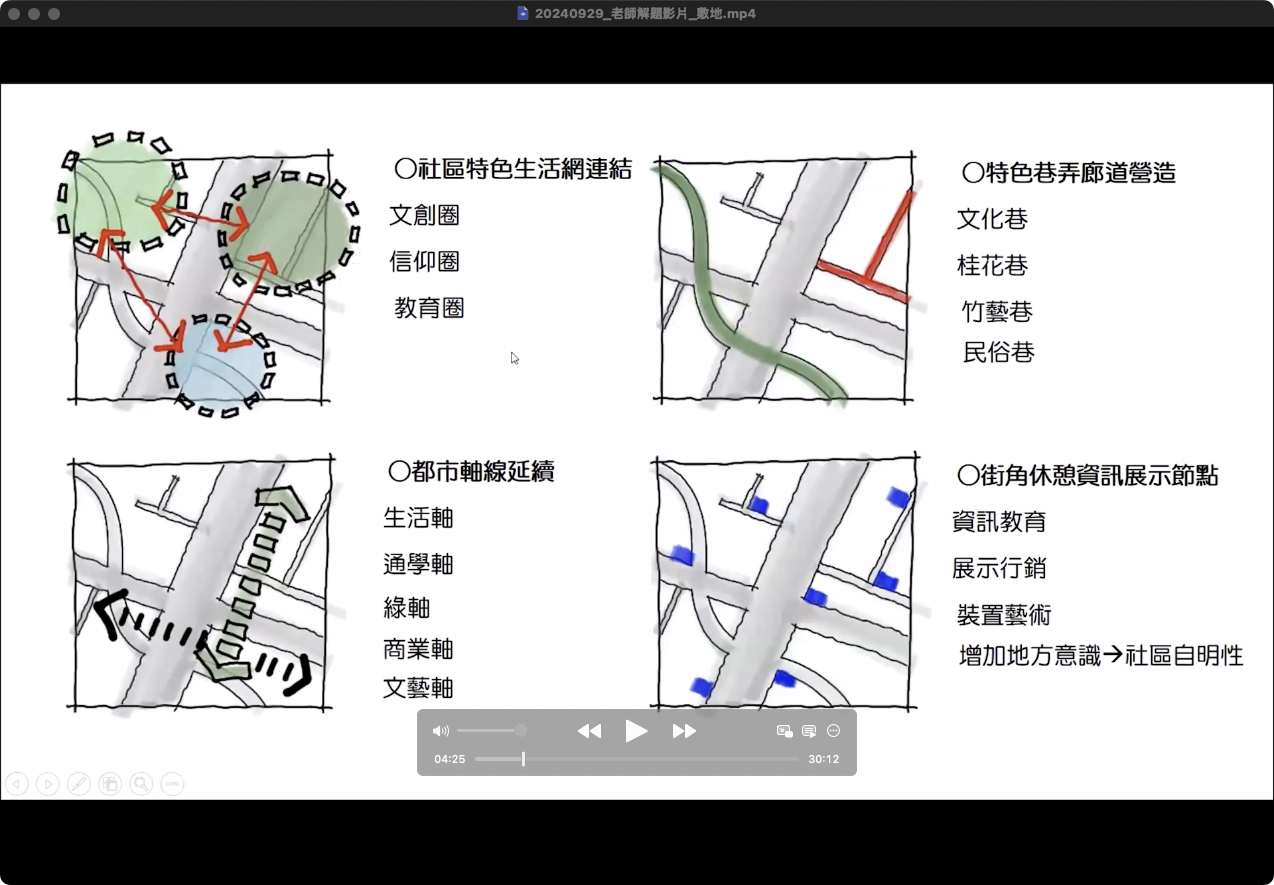 20240929_老師解題影片_敷地.mp4
〇社區特色生活網連結
文創圈
信仰圈
教育圈
〇特色巷弄廊道營造
文化巷
桂花巷
竹藝巷
民俗巷
〇都市軸線延續
生活軸
通學軸
綠軸
商業軸
文藝軸
〇街角休憩資訊展示節點
資訊教育
展示行銷
裝置藝術
增加地方意識→社區自明性
04:25
30:12